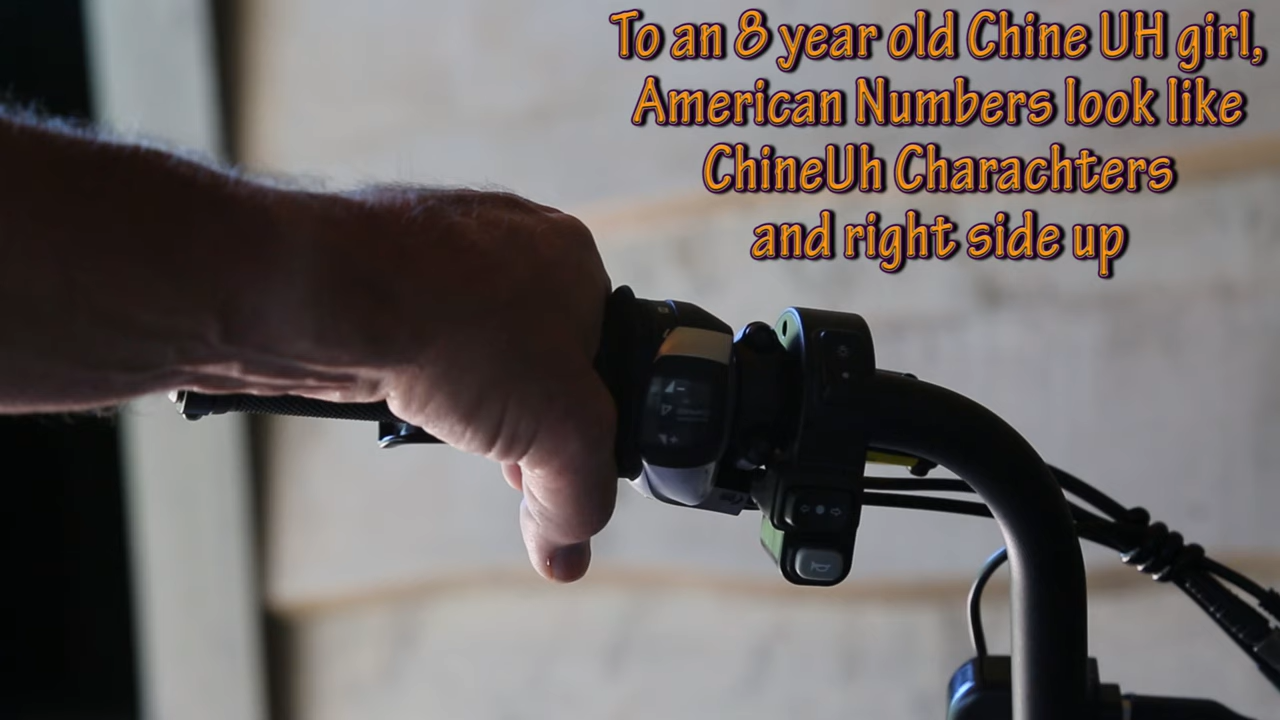 To an 8 year old Chine UH girl,
American Numbers look like
ChineUh Charachters
and right side up